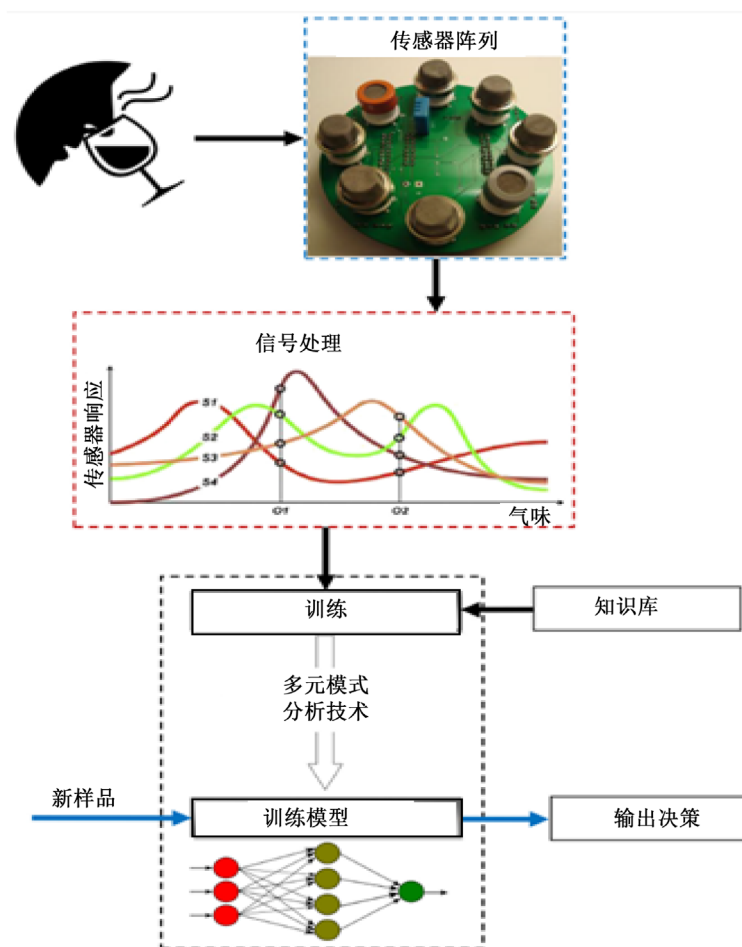 传感器阵列
信号处理
传感器响应
S1
S2
S3
S4
O1
O2
气味
训练
知识库
多元模式
分析技术
新样品
训练模型
输出决策